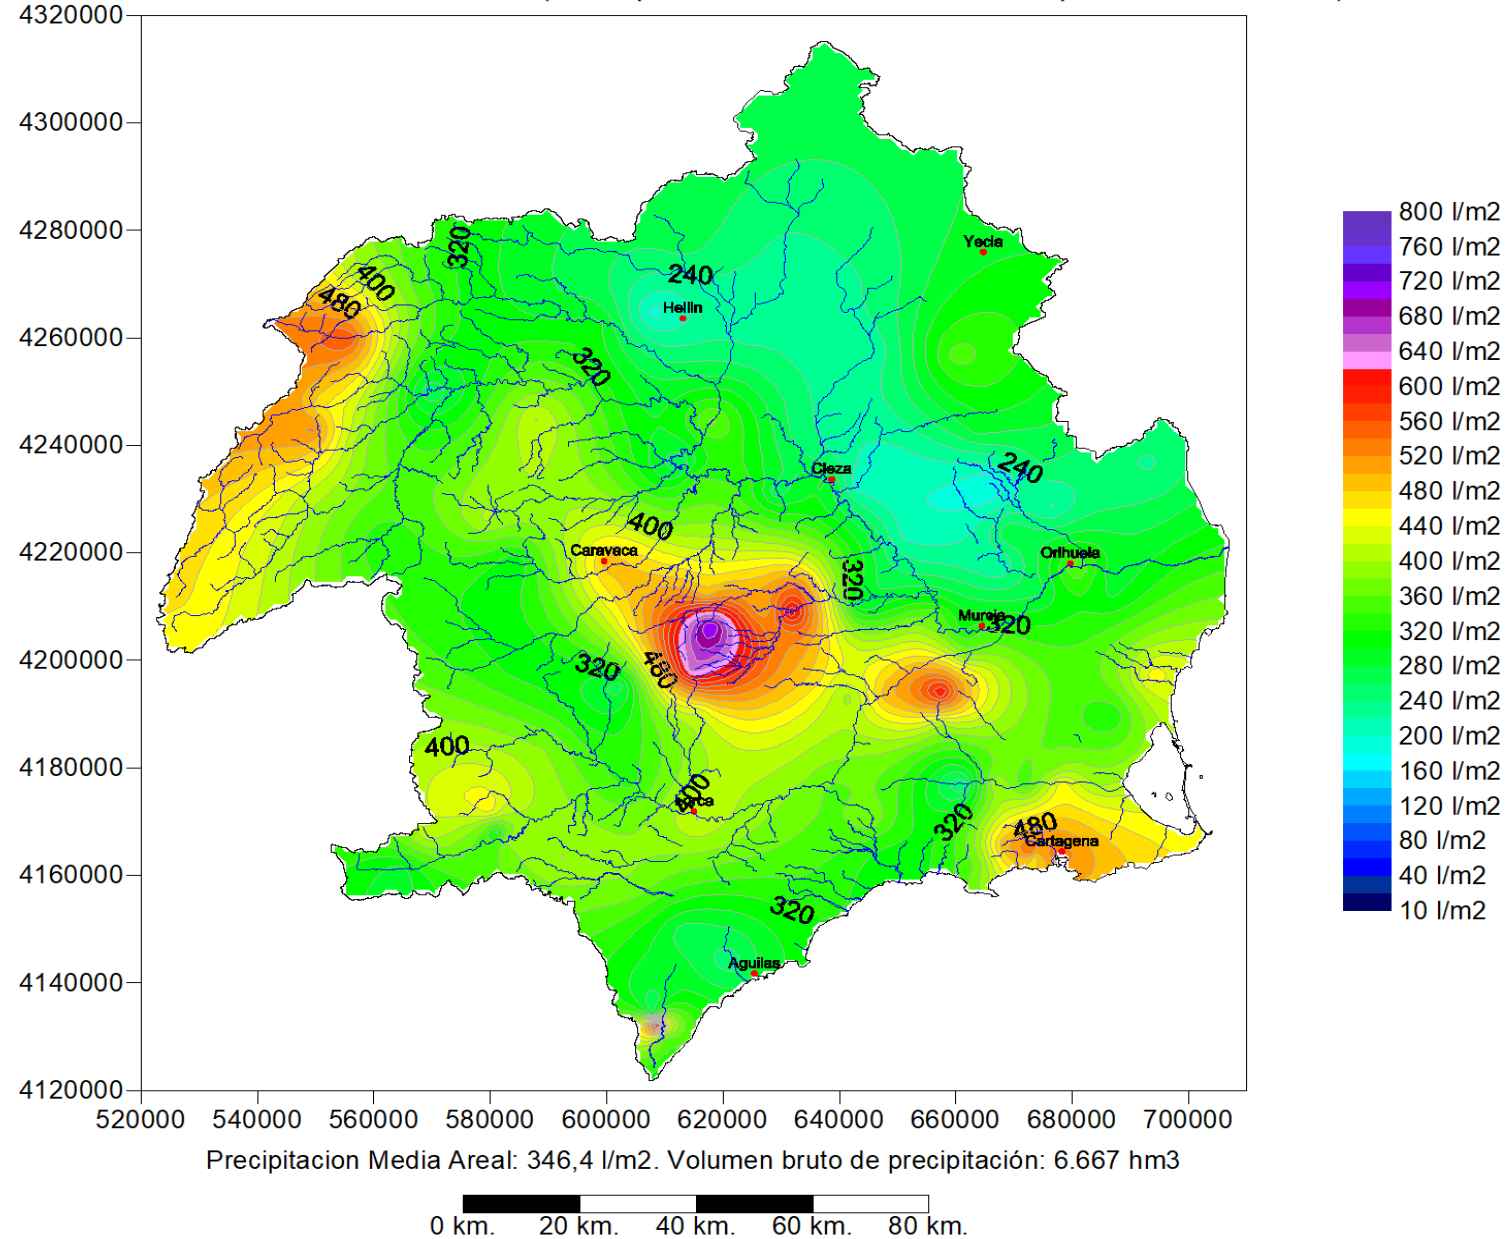 4320000
4300000
4280000
4260000
4240000
4220000
4200000
4180000
4160000
4140000
4120000
520000 540000 560000 580000 600000 620000 640000 660000 680000 700000
320
400
480
240
Hellin
Yecla
320
Cieza
240
400
Caravaca
320
Orihuela
Murcia
320
320
480
400
400
Lorca
320
480
Cartagena
320
Aguilas
800 l/m2
760 l/m2
720 l/m2
680 l/m2
640 l/m2
600 l/m2
560 l/m2
520 l/m2
480 l/m2
440 l/m2
400 l/m2
360 l/m2
320 l/m2
280 l/m2
240 l/m2
200 l/m2
160 l/m2
120 l/m2
80 l/m2
40 l/m2
10 l/m2
Precipitacion Media Areal: 346,4 l/m2. Volumen bruto de precipitación: 6.667 hm3
0 km. 20 km. 40 km. 60 km. 80 km.